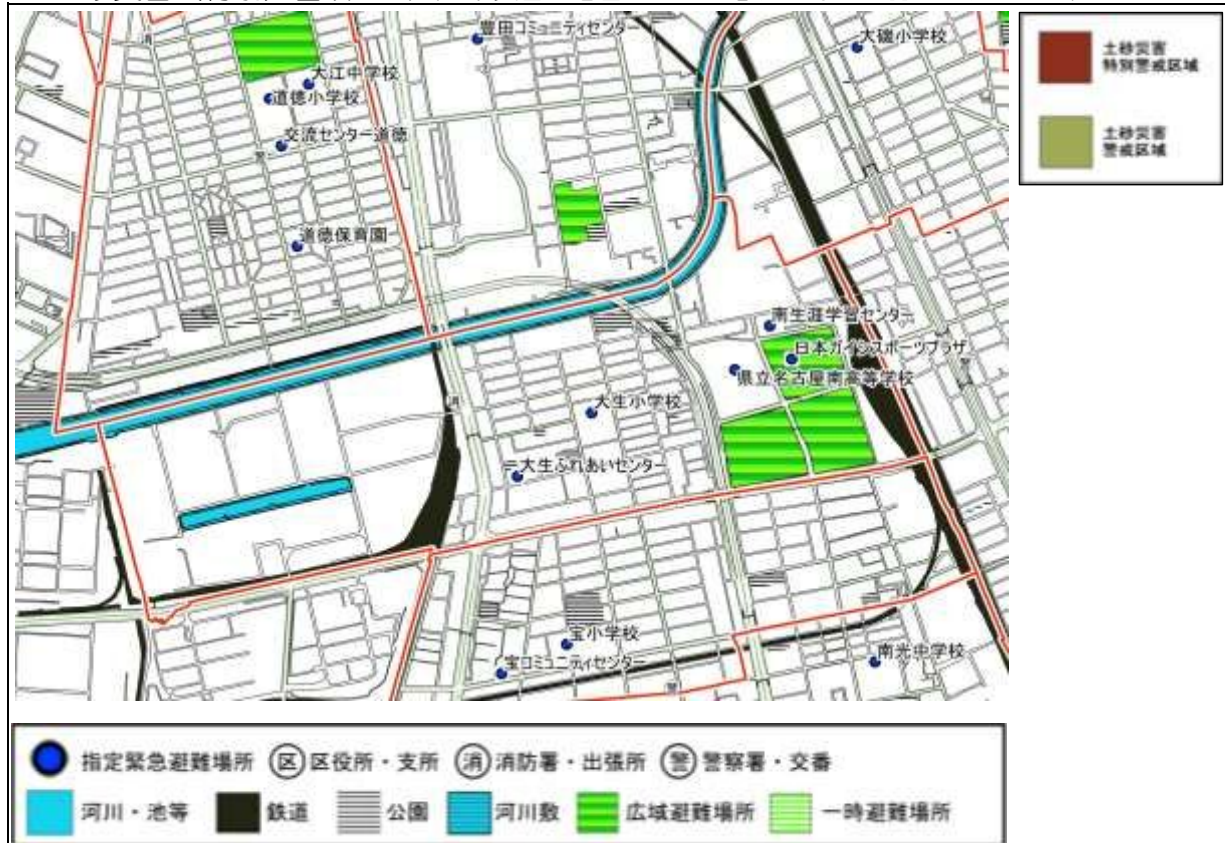 豊田コミュニティセンター
大磯小学校
大江中学校
道徳小学校
交流センター道徳
道徳保育園
南生涯学習センター
日本ガイシスポーツプラザ
県立名古屋南高等学校
大生小学校
大生ふれあいセンター
宝小学校
宝コミュニティセンター
南光中学校
土砂災害
特別警戒区域
土砂災害
警戒区域
指定緊急避難場所 区 区役所・支所 消 消防署・出張所 警 警察署・交番
河川・池等 鉄道 公園 河川敷 広域避難場所 一時避難場所